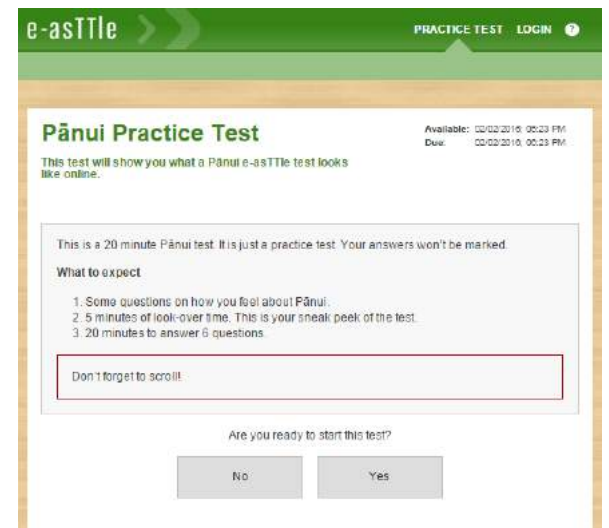 e-asTTle
PRACTICE TEST LOGIN ?
Pānui Practice Test
Available: 02/02/2016, 06:23 PM
Due: 02/02/2016, 06:23 PM
This test will show you what a Pānui e-asTTle test looks
like online.
This is a 20 minute Pānui test. It is just a practice test. Your answers won't be marked.
What to expect
1. Some questions on how you feel about Pānui.
2. 5 minutes of look-over time. This is your sneak peek of the test.
3. 20 minutes to answer 6 questions.
Don't forget to scroll!
Are you ready to start this test?
No Yes